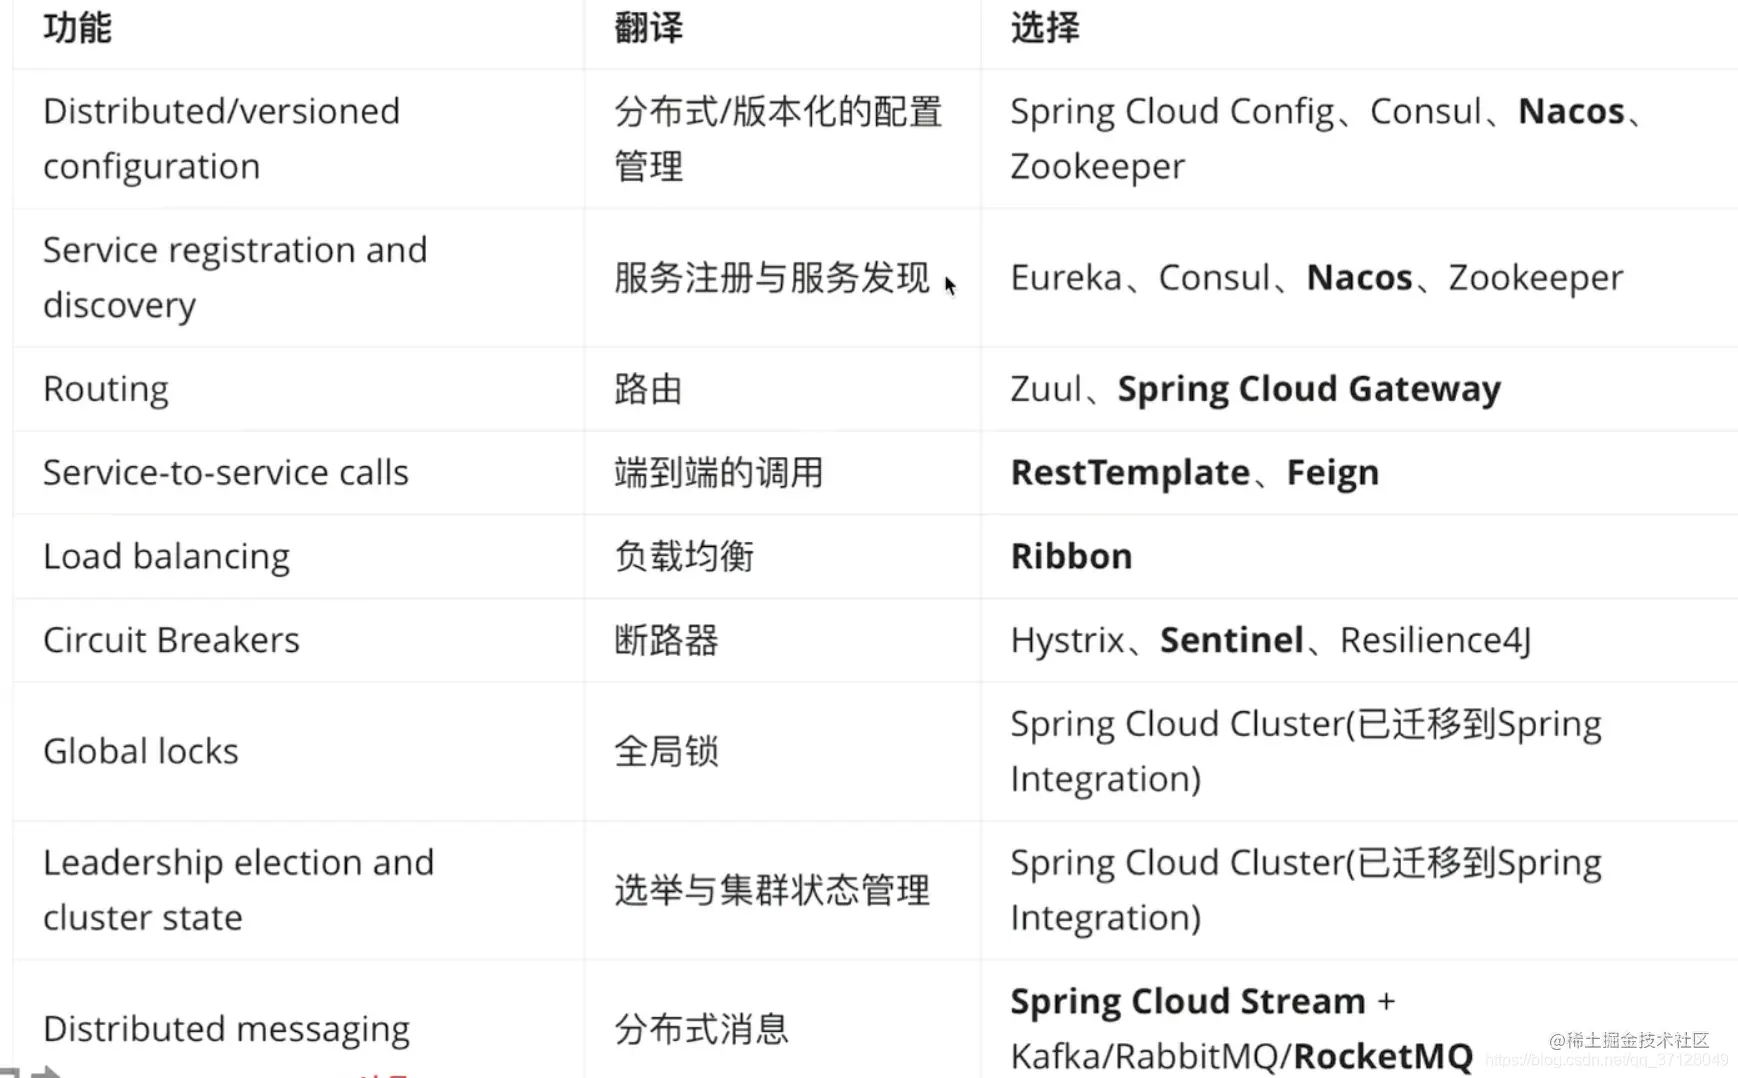 功能 翻译 选择
Distributed/versioned configuration 分布式/版本化的配置管理 Spring Cloud Config、Consul、Nacos、Zookeeper
Service registration and discovery 服务注册与服务发现 Eureka、Consul、Nacos、Zookeeper
Routing 路由 Zuul、Spring Cloud Gateway
Service-to-service calls 端到端的调用 RestTemplate、Feign
Load balancing 负载均衡 Ribbon
Circuit Breakers 断路器 Hystrix、Sentinel、Resilience4J
Global locks 全局锁 Spring Cloud Cluster(已迁移到Spring Integration)
Leadership election and cluster state 选举与集群状态管理 Spring Cloud Cluster(已迁移到Spring Integration)
Distributed messaging 分布式消息 Spring Cloud Stream + Kafka/RabbitMQ/RocketMQ
@稀土掘金技术社区
https://blog.csdn.net/qq_37128049